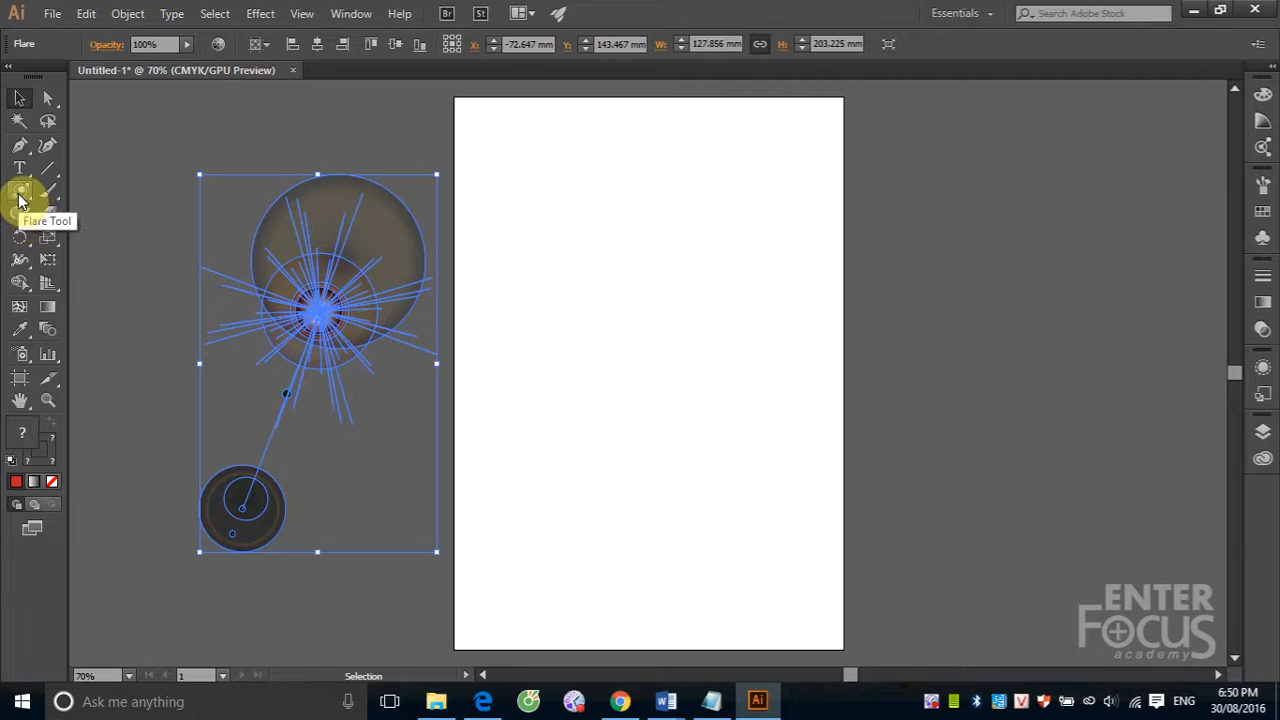 Ai File Edit Object Type Select Effect View Window Help Br St Essentials Search Adobe Stock
Flare Opacity: 100% X: -72.647 mm Y: 143.467 mm W: 127.856 mm H: 203.225 mm
Untitled-1* @ 70% (CMYK/GPU Preview)
T
Flare Tool
?
?
? ?
ENTER
FOCUS
academy
70% 1 Selection
Ask me anything
W Ai V ENG
6:50 PM
30/08/2016